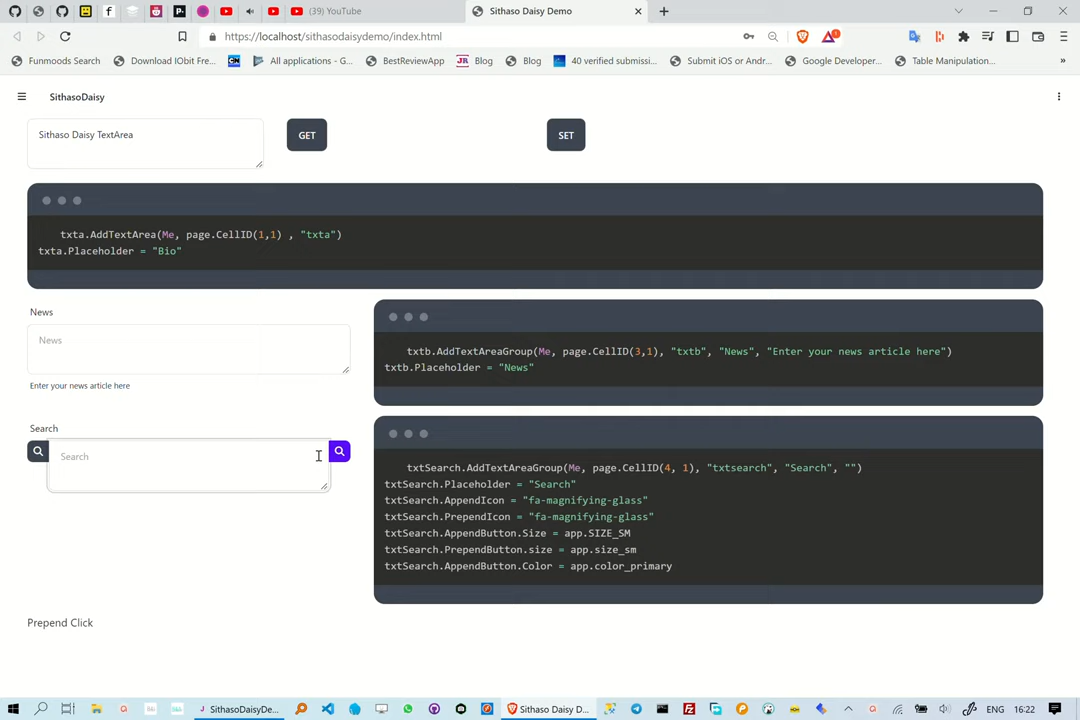 (39) YouTube
Sithaso Daisy Demo
https://localhost/sithasodaisydemo/index.html
Funmoods Search
Download IObit Fre...
All applications - G...
BestReviewApp
JR Blog
Blog
40 verified submissi...
Submit iOS or Andr...
Google Developer...
Table Manipulation...
»
SithasoDaisy
Sithaso Daisy TextArea
GET
SET
txta.AddTextArea(Me, page.CellID(1,1) , "txta")
txta.Placeholder = "Bio"
News
News
Enter your news article here
txtb.AddTextAreaGroup(Me, page.CellID(3,1), "txtb", "News", "Enter your news article here")
txtb.Placeholder = "News"
Search
Search
txtSearch.AddTextAreaGroup(Me, page.CellID(4, 1), "txtsearch", "Search", "")
txtSearch.Placeholder = "Search"
txtSearch.AppendIcon = "fa-magnifying-glass"
txtSearch.PrependIcon = "fa-magnifying-glass"
txtSearch.AppendButton.Size = app.SIZE_SM
txtSearch.PrependButton.size = app.size_sm
txtSearch.AppendButton.Color = app.color_primary
Prepend Click
SithasoDaisyDe...
Sithaso Daisy D...
ENG
16:22